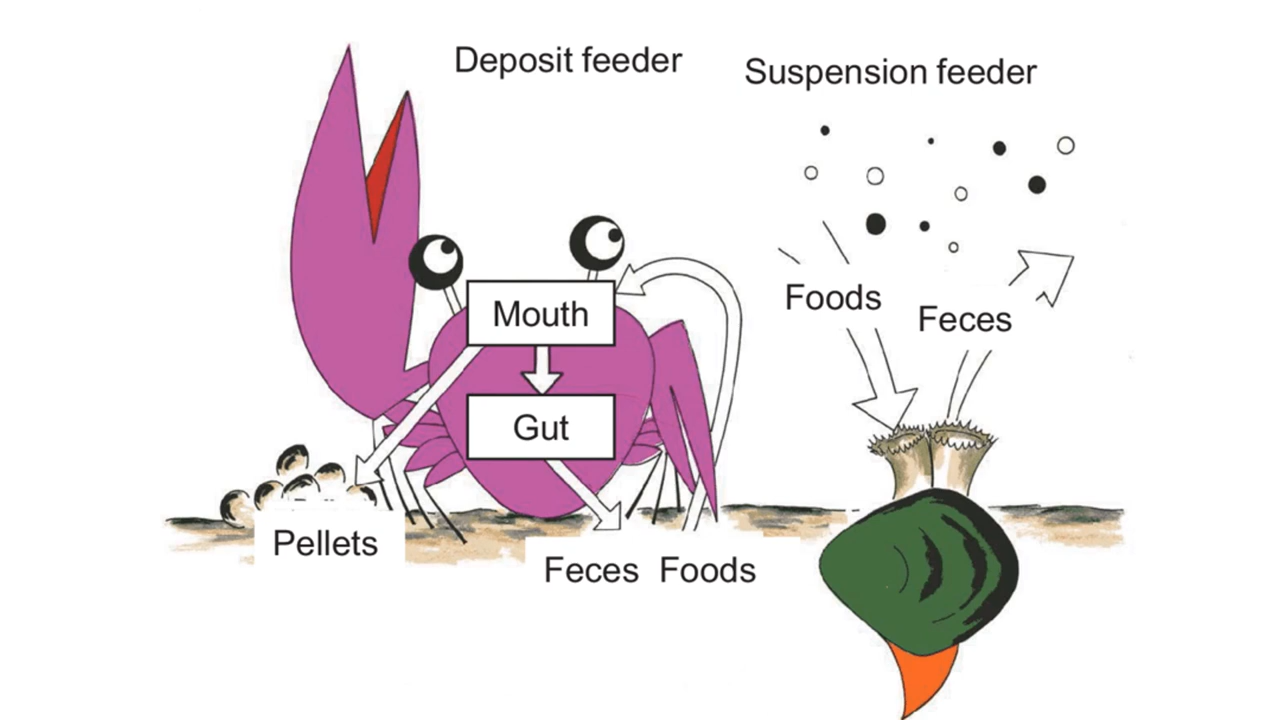 Deposit feeder
Suspension feeder
Mouth
Gut
Pellets
Feces Foods
Foods
Feces